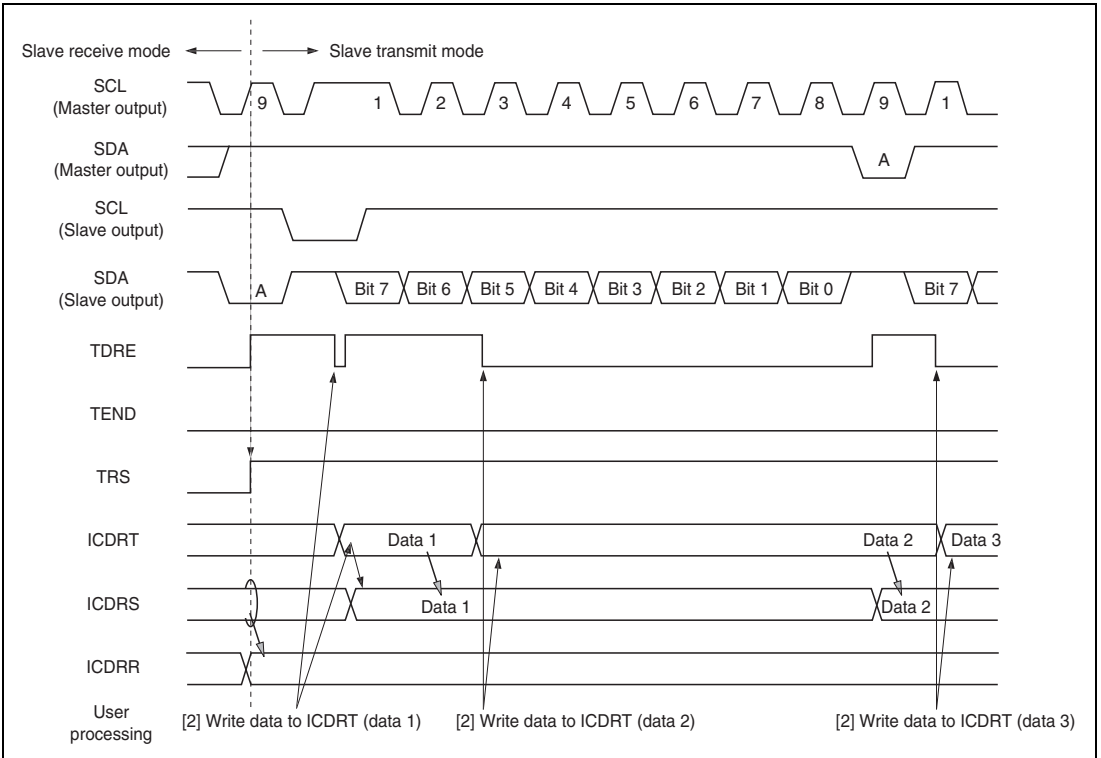 Slave receive mode
Slave transmit mode
SCL
(Master output)
9 1 2 3 4 5 6 7 8 9 1
SDA
(Master output)
A
SCL
(Slave output)
SDA
(Slave output)
A Bit 7 Bit 6 Bit 5 Bit 4 Bit 3 Bit 2 Bit 1 Bit 0 Bit 7
TDRE
TEND
TRS
ICDRT
Data 1 Data 2 Data 3
ICDRS
Data 1 Data 2
ICDRR
User
processing
[2] Write data to ICDRT (data 1) [2] Write data to ICDRT (data 2) [2] Write data to ICDRT (data 3)